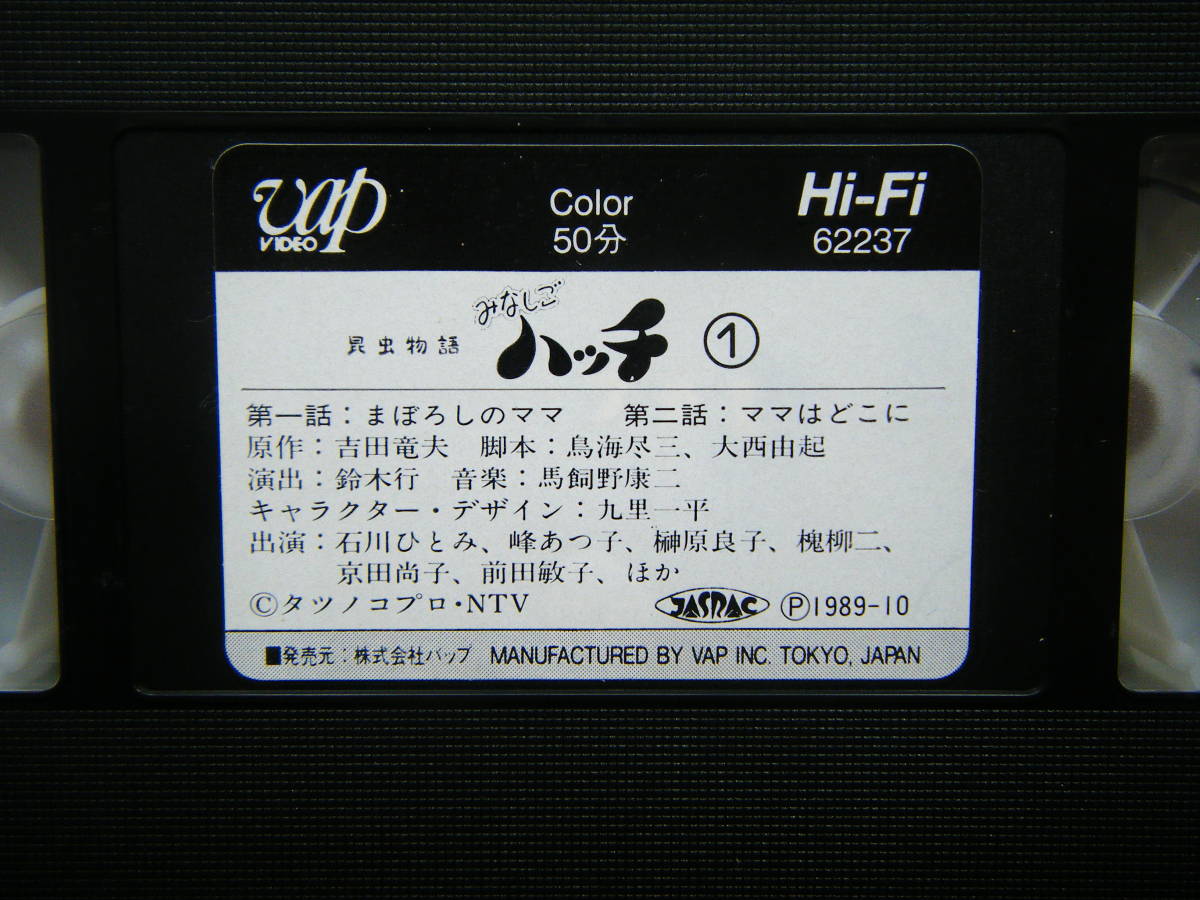 vap
VIDEO
Color
50分
Hi-Fi
62237
昆虫物語 みなしごハッチ ①
第一話：まぼろしのママ 第二話：ママはどこに
原作：吉田竜夫 脚本：鳥海尽三、大西由起
演出：鈴木行 音楽：馬飼野康二
キャラクター・デザイン：九里一平
出演：石川ひとみ、峰あつ子、榊原良子、槐柳二、
京田尚子、前田敏子、ほか
©タツノコプロ・NTV JASRAC Ⓟ1989-10
■発売元：株式会社バップ MANUFACTURED BY VAP INC. TOKYO, JAPAN